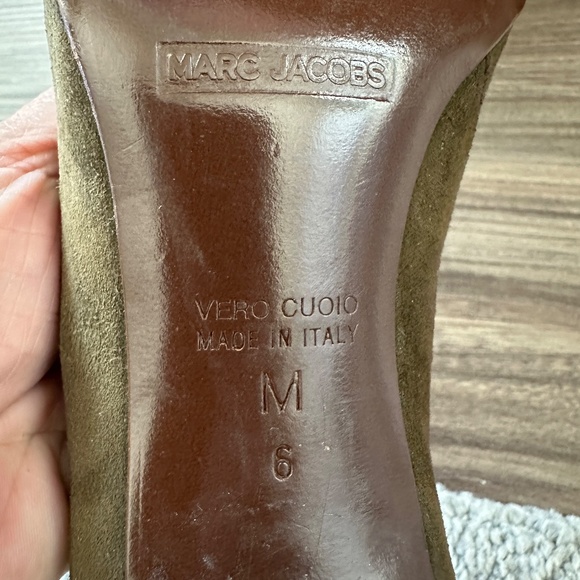 MARC JACOBS
VERO CUOIO
MADE IN ITALY
M
6